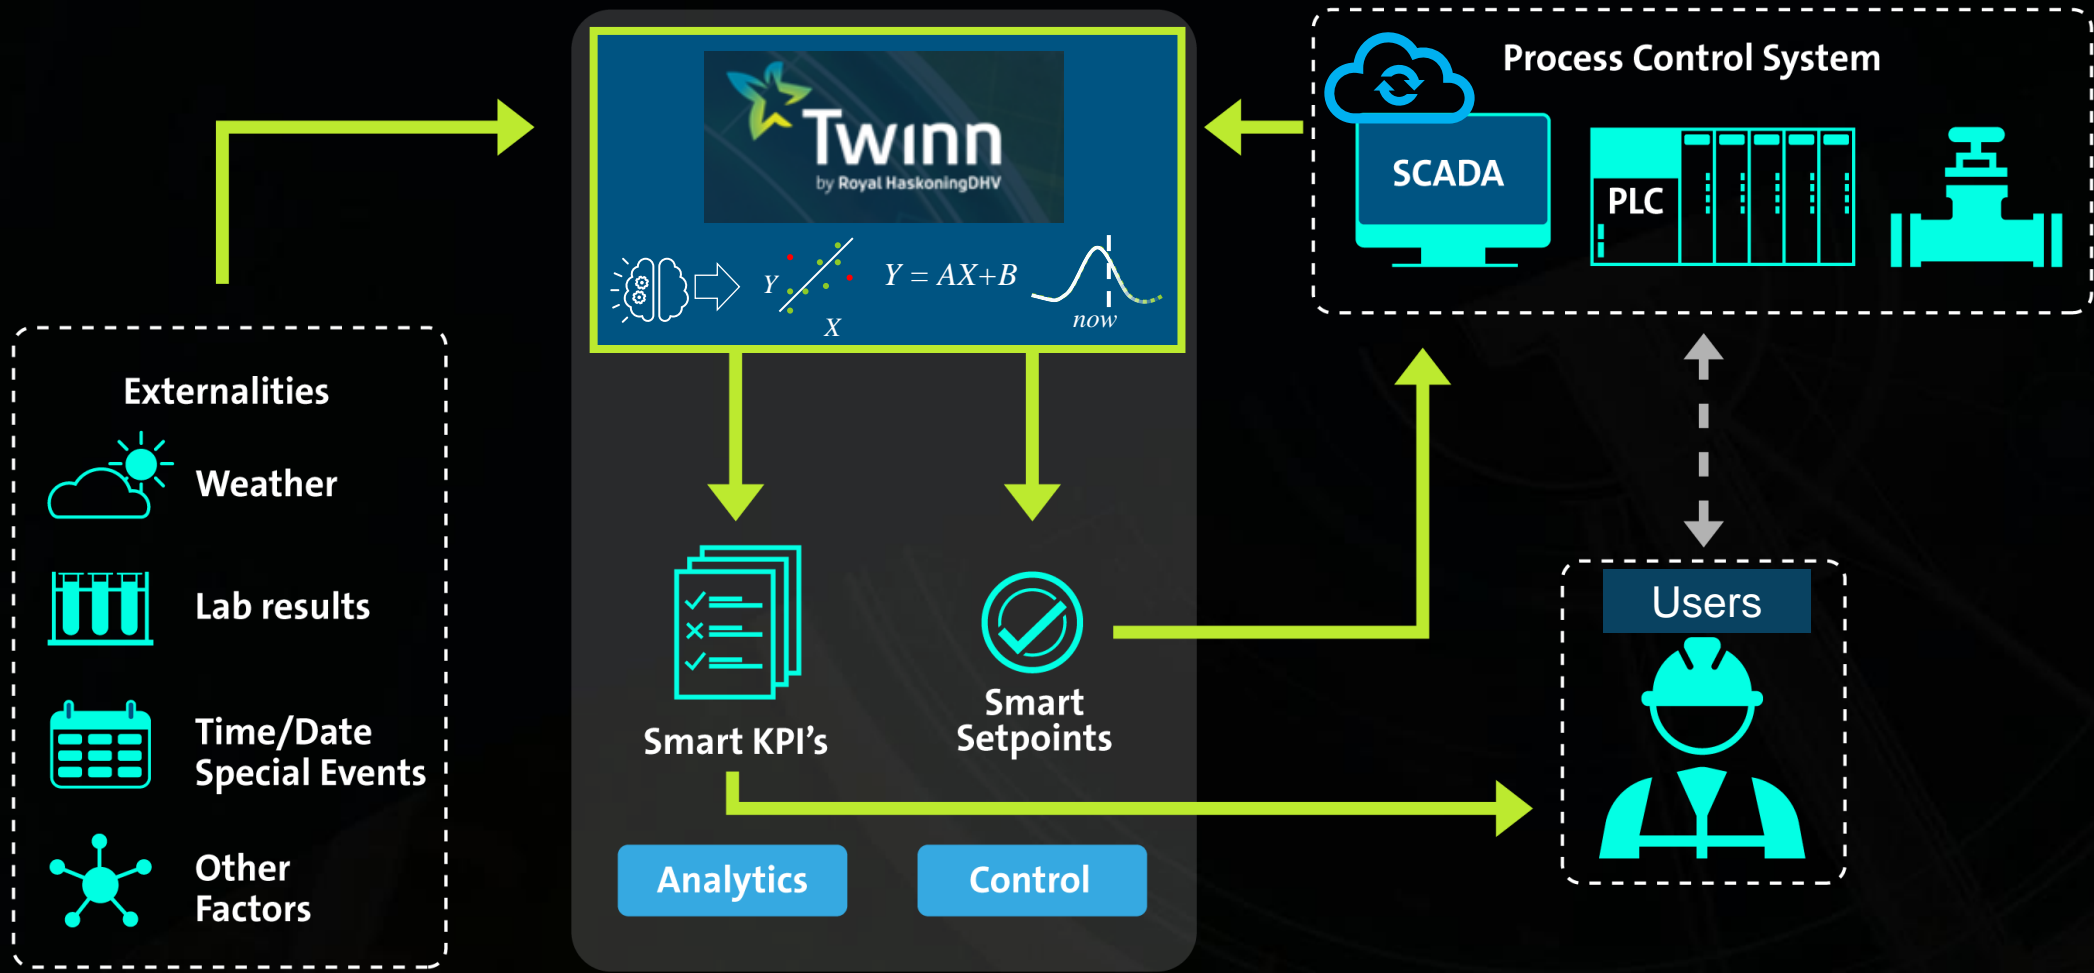 Twinn
by Royal HaskoningDHV
Y
X
Y = AX+B
now
Process Control System
SCADA
PLC
Externalities
Weather
Lab results
Time/Date
Special Events
Other
Factors
Smart KPI's
Smart
Setpoints
Analytics
Control
Users